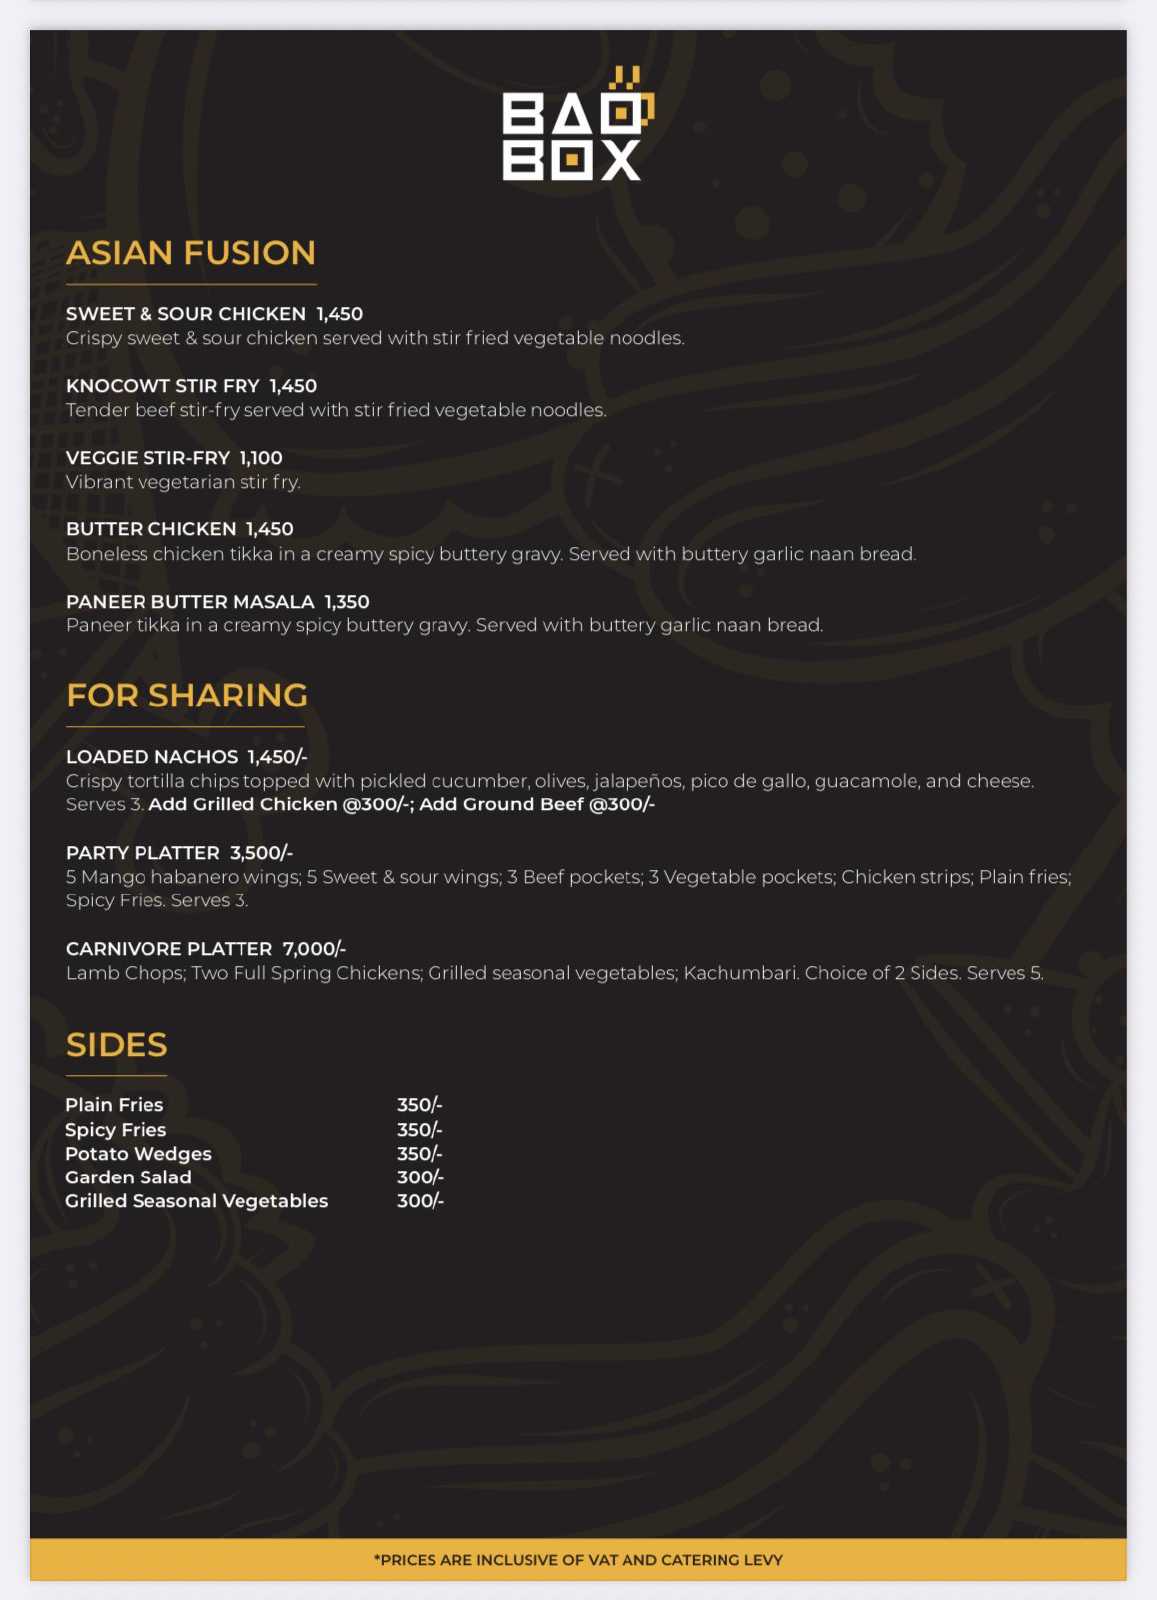 BAO
BOX
ASIAN FUSION
SWEET & SOUR CHICKEN 1,450
Crispy sweet & sour chicken served with stir fried vegetable noodles.
KNOCOWT STIR FRY 1,450
Tender beef stir-fry served with stir fried vegetable noodles.
VEGGIE STIR-FRY 1,100
Vibrant vegetarian stir fry.
BUTTER CHICKEN 1,450
Boneless chicken tikka in a creamy spicy buttery gravy. Served with buttery garlic naan bread.
PANEER BUTTER MASALA 1,350
Paneer tikka in a creamy spicy buttery gravy. Served with buttery garlic naan bread.
FOR SHARING
LOADED NACHOS 1,450/-
Crispy tortilla chips topped with pickled cucumber, olives, jalapeños, pico de gallo, guacamole, and cheese.
Serves 3. Add Grilled Chicken @300/-; Add Ground Beef @300/-
PARTY PLATTER 3,500/-
5 Mango habanero wings; 5 Sweet & sour wings; 3 Beef pockets; 3 Vegetable pockets; Chicken strips; Plain fries;
Spicy Fries. Serves 3.
CARNIVORE PLATTER 7,000/-
Lamb Chops; Two Full Spring Chickens; Grilled seasonal vegetables; Kachumbari. Choice of 2 Sides. Serves 5.
SIDES
Plain Fries 350/-
Spicy Fries 350/-
Potato Wedges 350/-
Garden Salad 300/-
Grilled Seasonal Vegetables 300/-
*PRICES ARE INCLUSIVE OF VAT AND CATERING LEVY